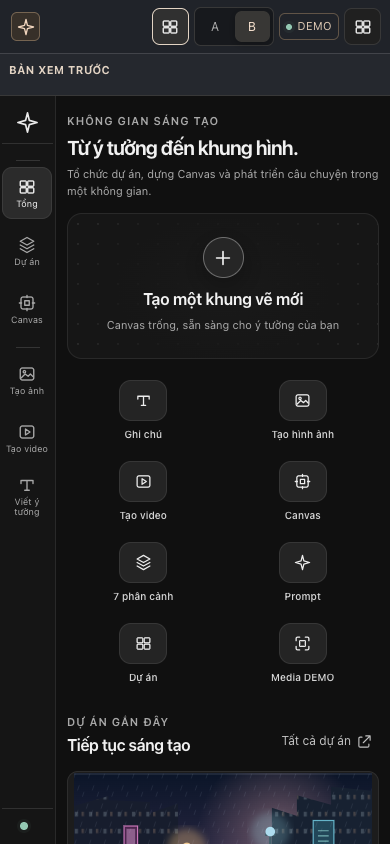 A
B
DEMO
BẢN XEM TRƯỚC
KHÔNG GIAN SÁNG TẠO
Từ ý tưởng đến khung hình.
Tổ chức dự án, dựng Canvas và phát triển câu chuyện trong
một không gian.
Tổng
Dự án
Canvas
Tạo ảnh
Tạo video
Viết ý
tưởng
Tạo một khung vẽ mới
Canvas trống, sẵn sàng cho ý tưởng của bạn
Ghi chú
Tạo hình ảnh
Tạo video
Canvas
7 phân cảnh
Prompt
Dự án
Media DEMO
DỰ ÁN GẦN ĐÂY
Tiếp tục sáng tạo
Tất cả dự án